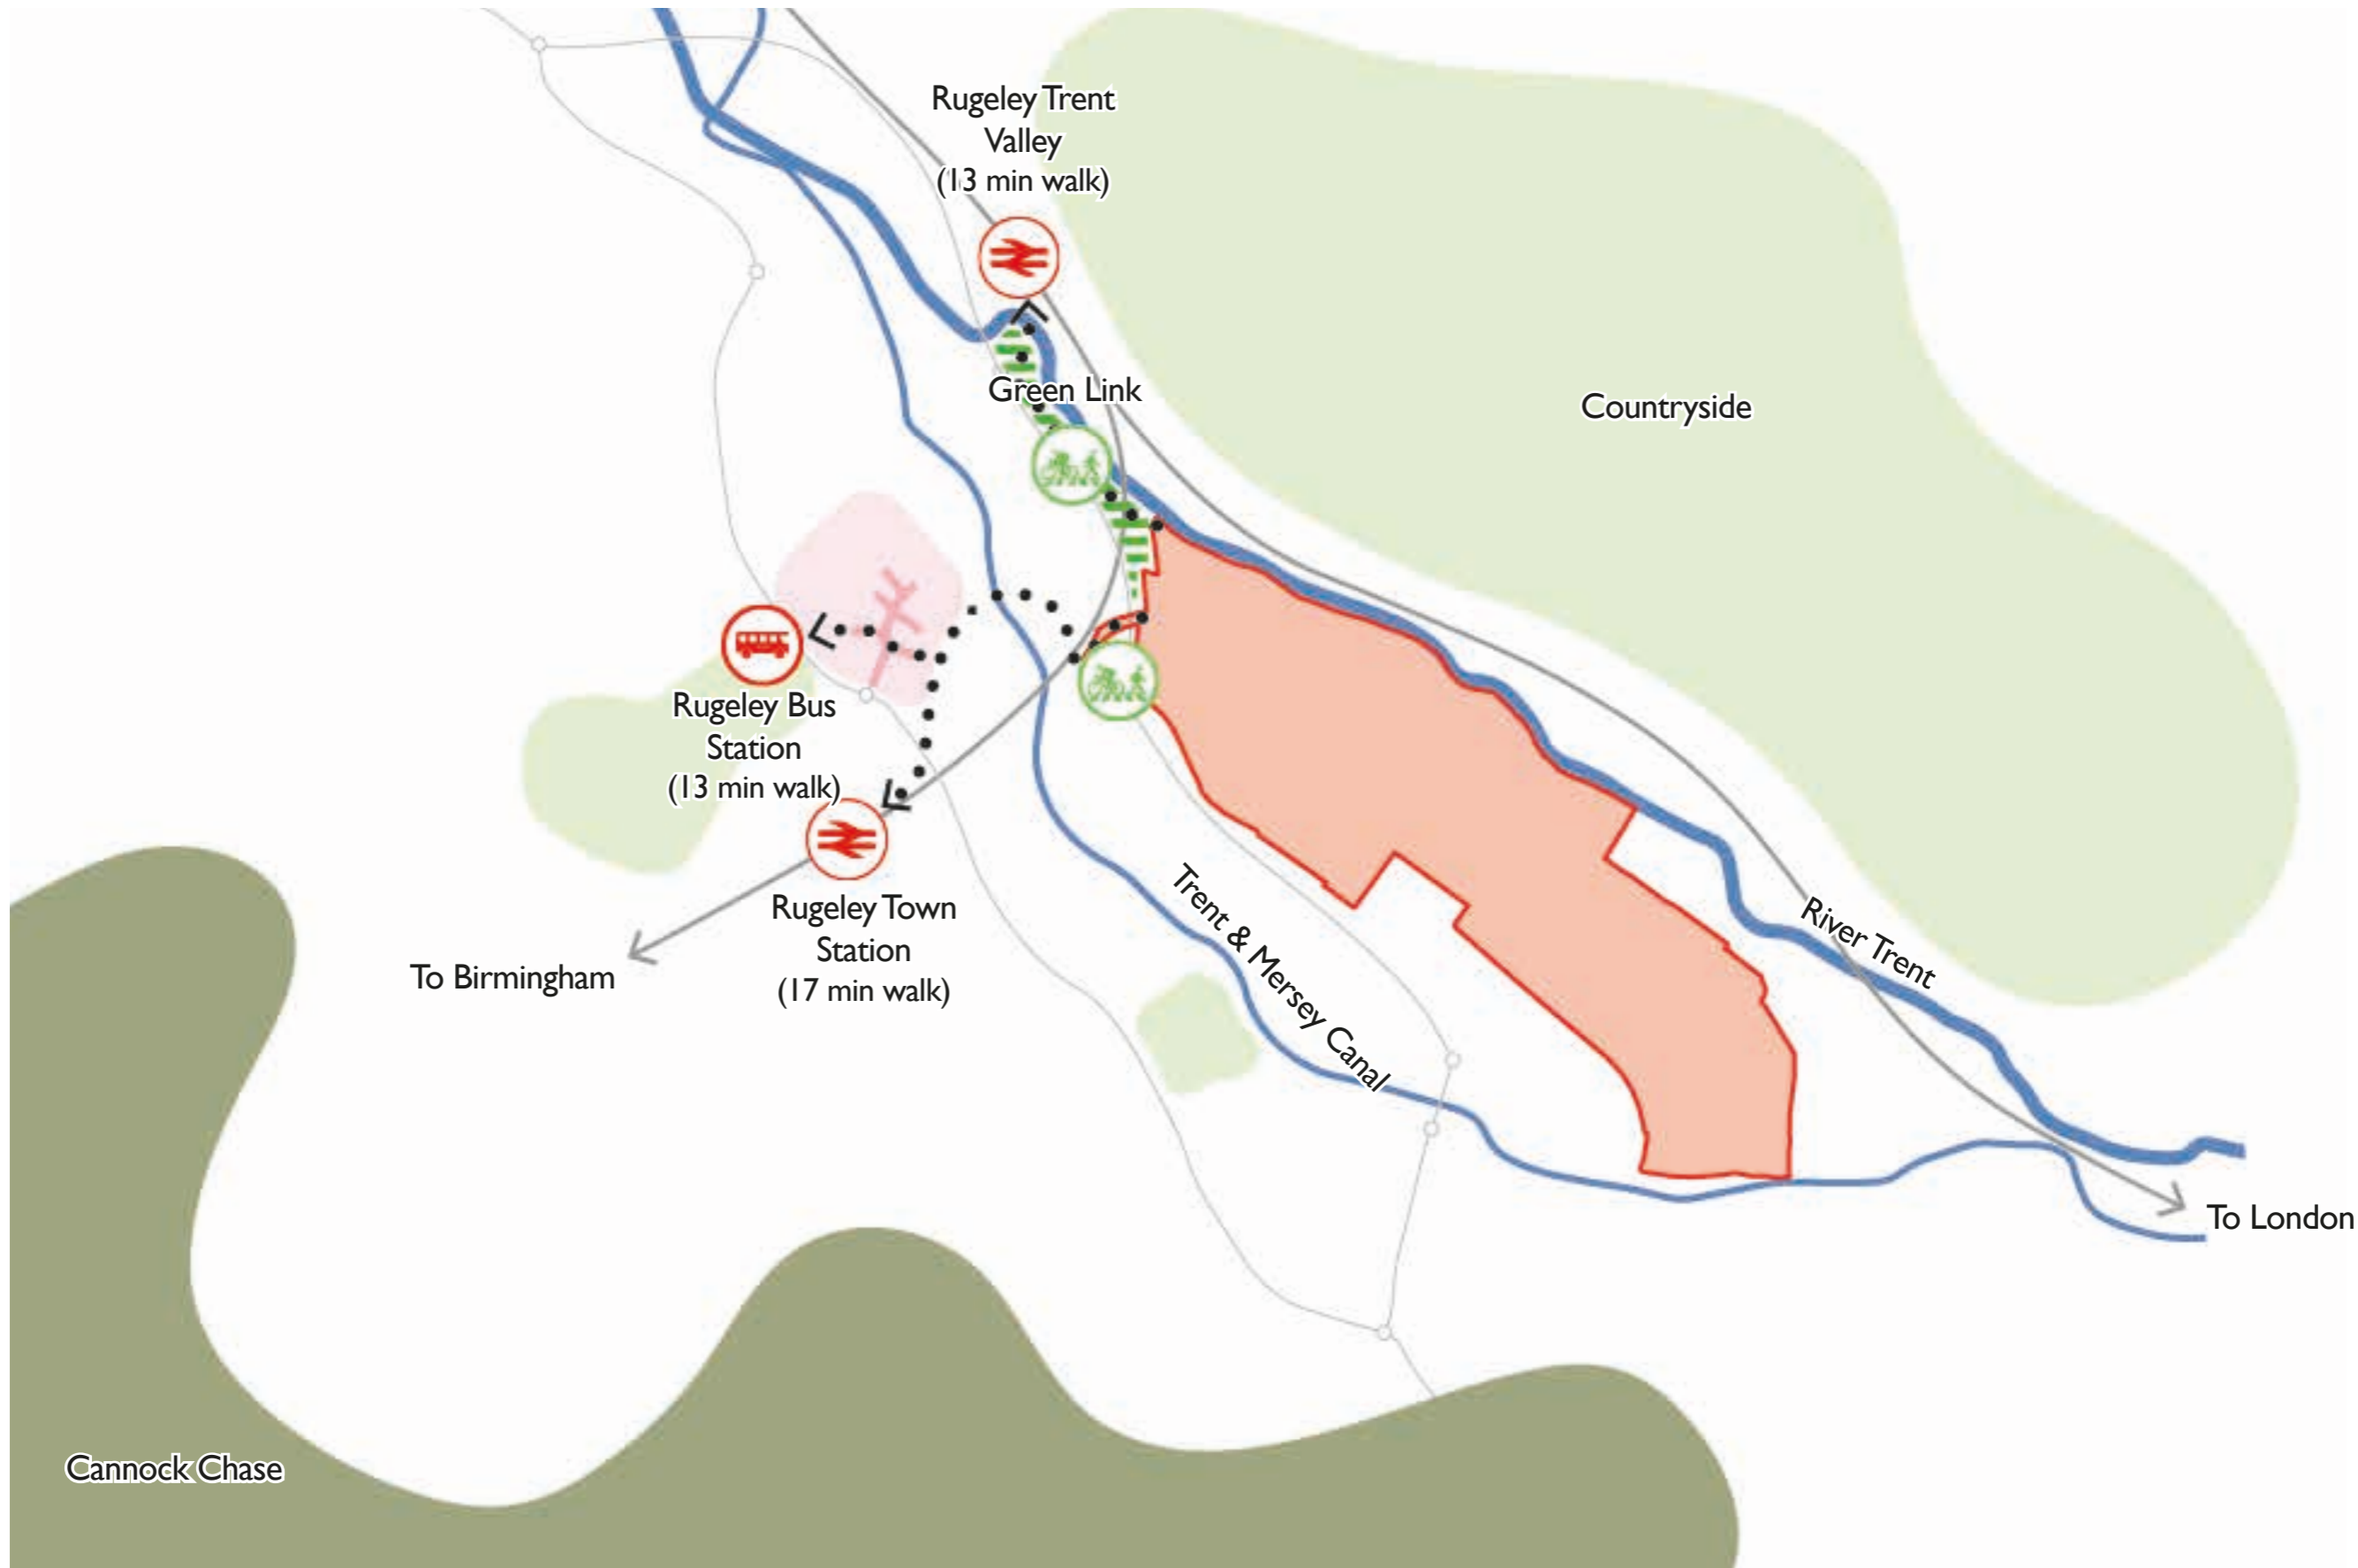 Rugeley Trent
Valley
(13 min walk)
Green Link
Countryside
Rugeley Bus
Station
(13 min walk)
Rugeley Town
Station
(17 min walk)
To Birmingham
Trent & Mersey Canal
River Trent
To London
Cannock Chase